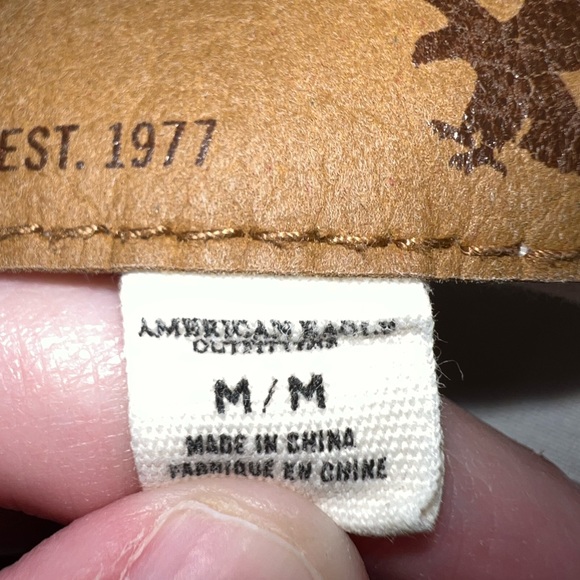 EST. 1977
AMERICAN EAGLE
OUTFITTERS
M/M
MADE IN CHINA
FABRIQUE EN CHINE